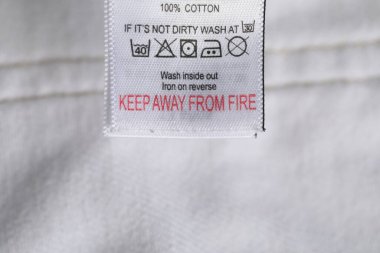 100% COTTON
IF IT'S NOT DIRTY WASH AT 30
40
Wash inside out
Iron on reverse
KEEP AWAY FROM FIRE